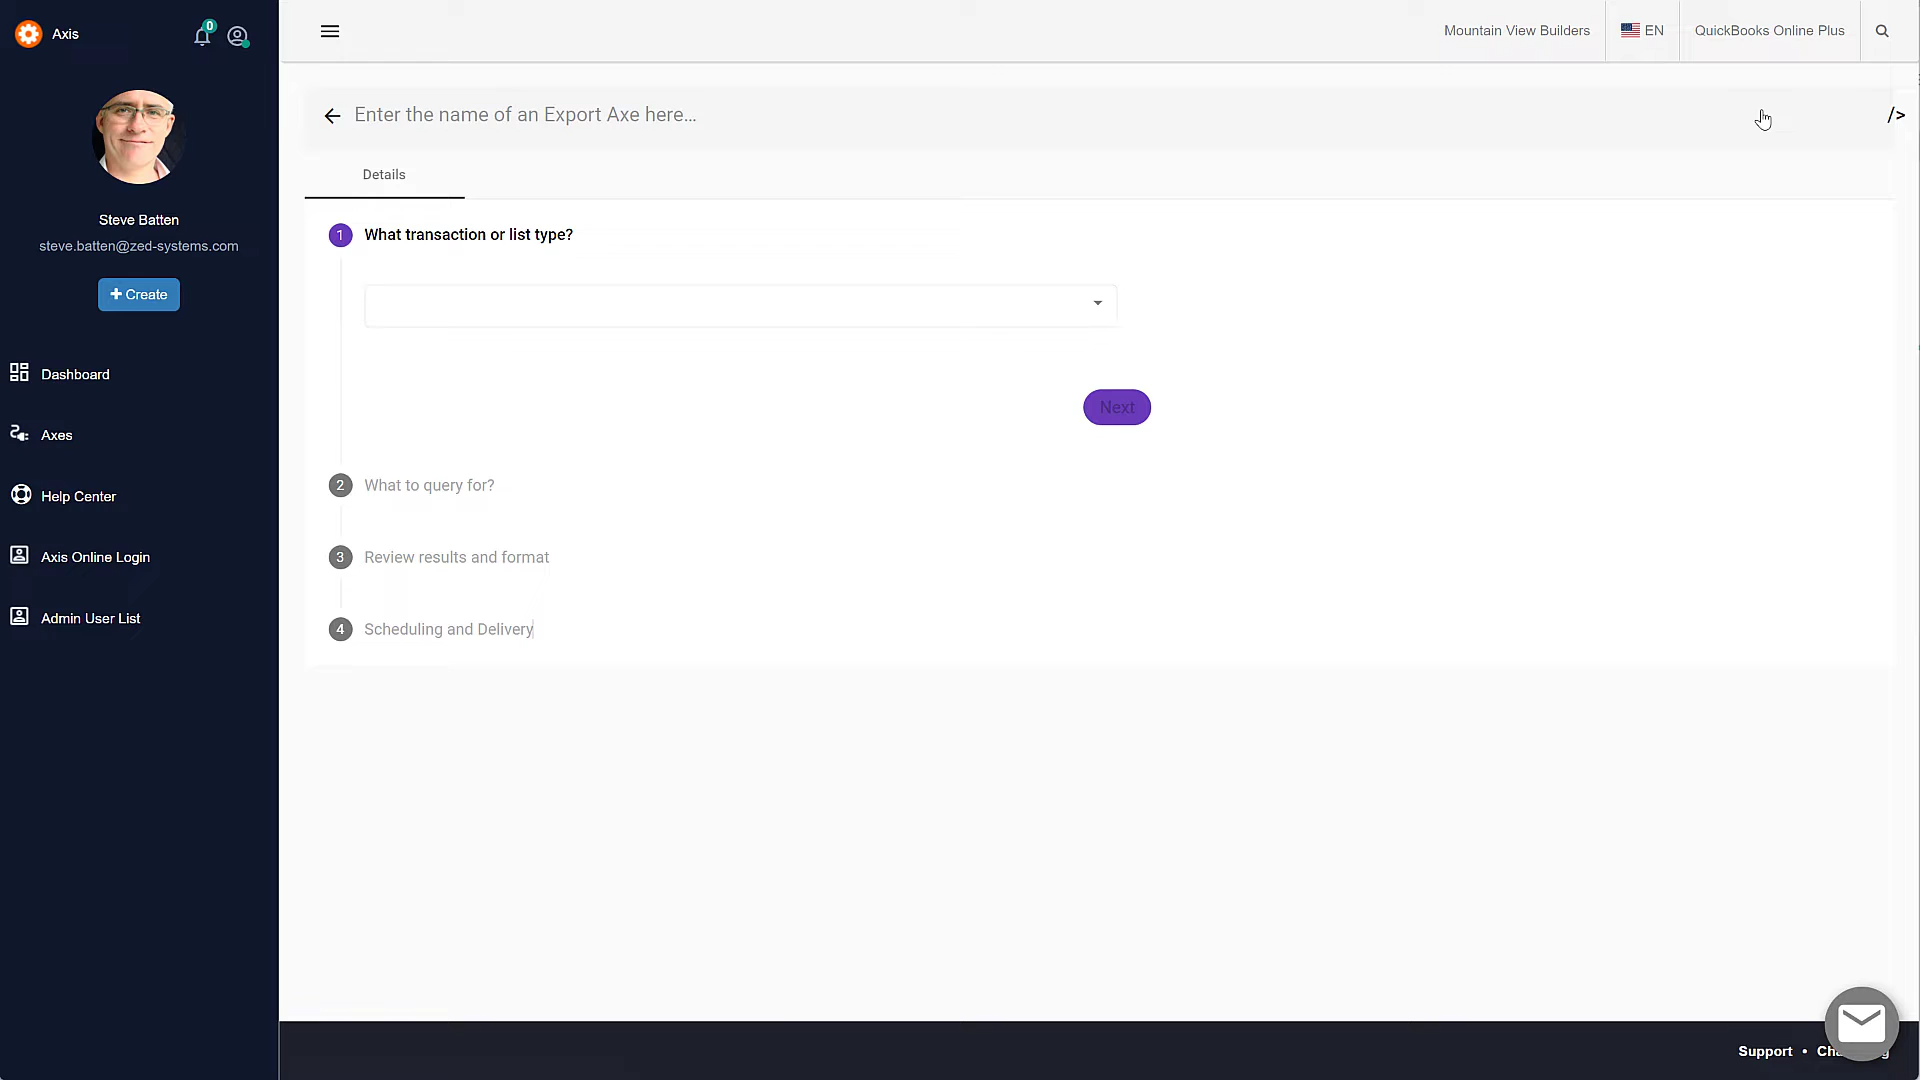 Axis
0
Steve Batten
steve.batten@zed-systems.com
+ Create
Dashboard
Axes
Help Center
Axis Online Login
Admin User List
Mountain View Builders
EN
QuickBooks Online Plus
Enter the name of an Export Axe here...
/>
Details
1 What transaction or list type?
Next
2 What to query for?
3 Review results and format
4 Scheduling and Delivery
Support •